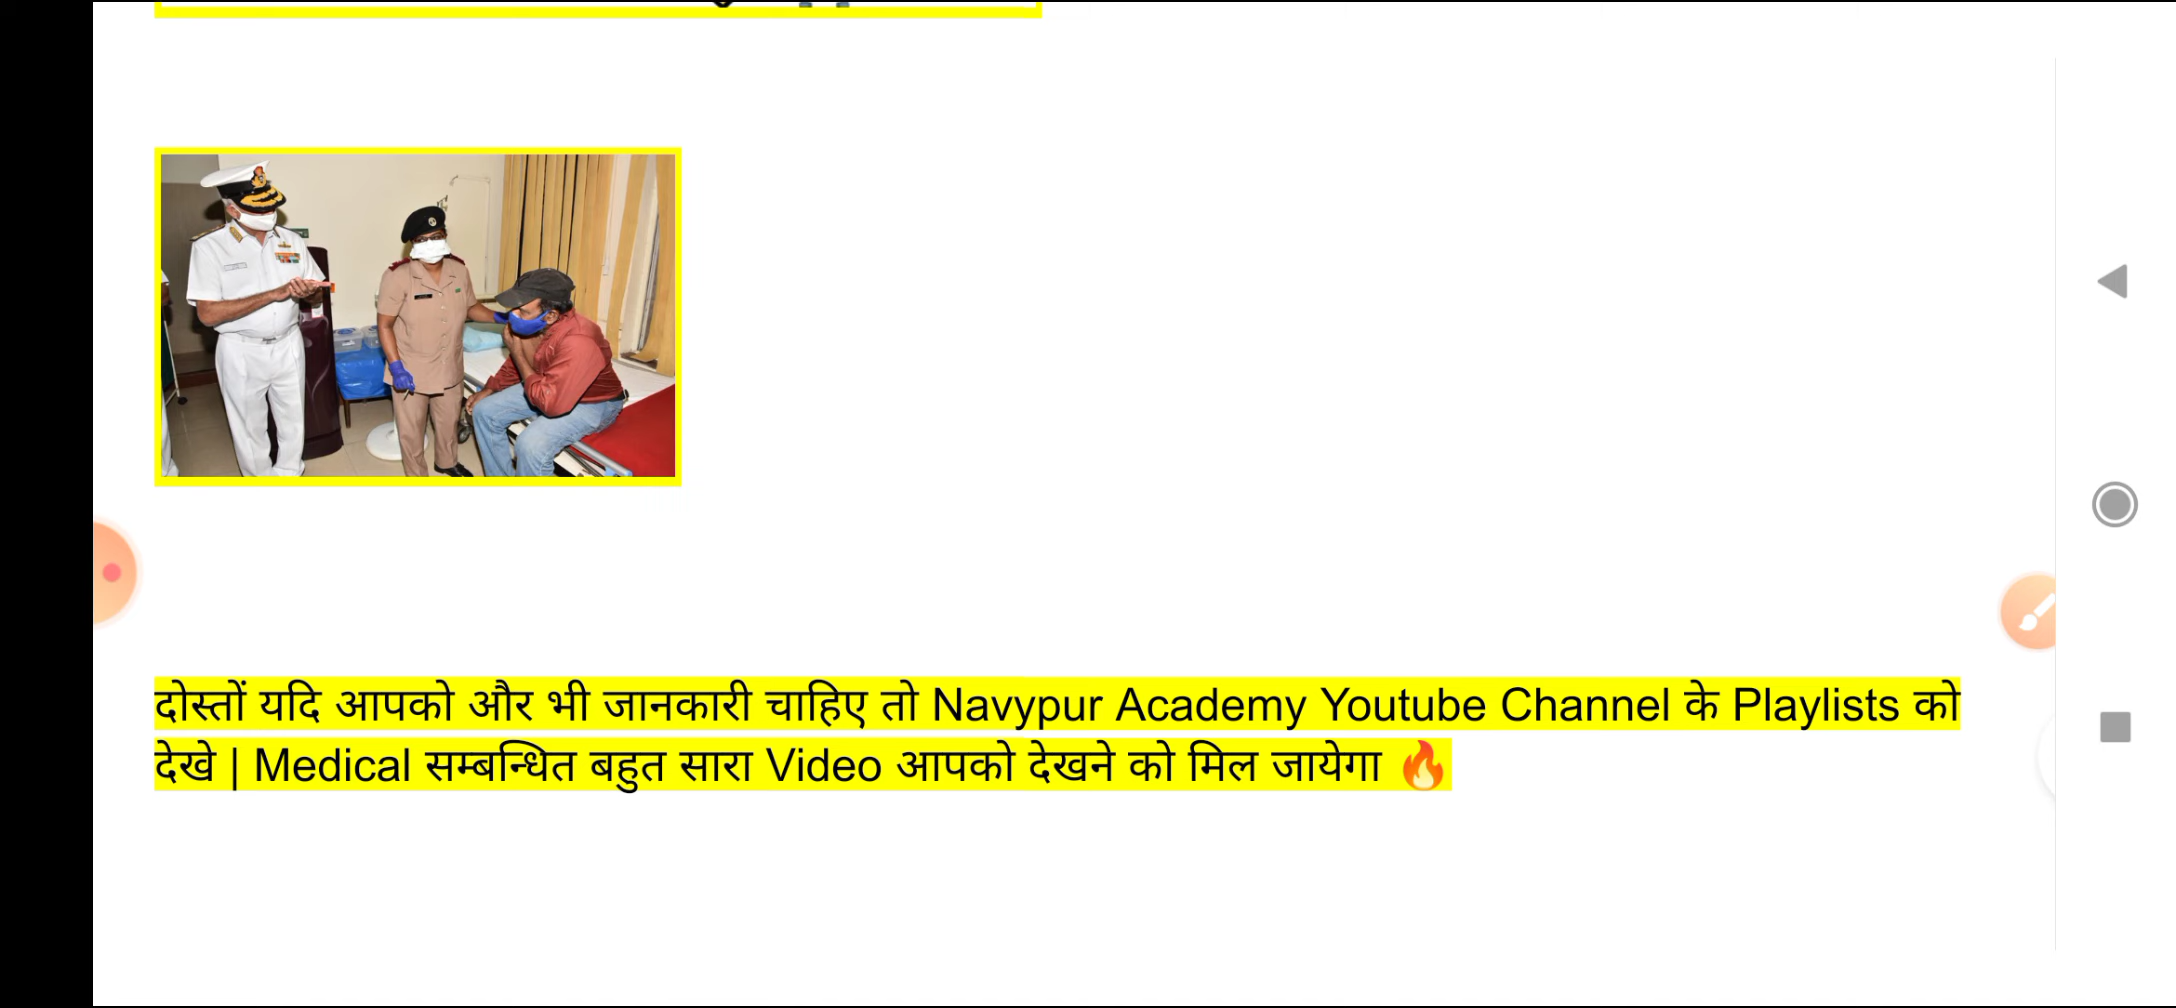 दोस्तों यदि आपको और भी जानकारी चाहिए तो Navypur Academy Youtube Channel के Playlists को
देखे | Medical सम्बन्धित बहुत सारा Video आपको देखने को मिल जायेगा 🔥